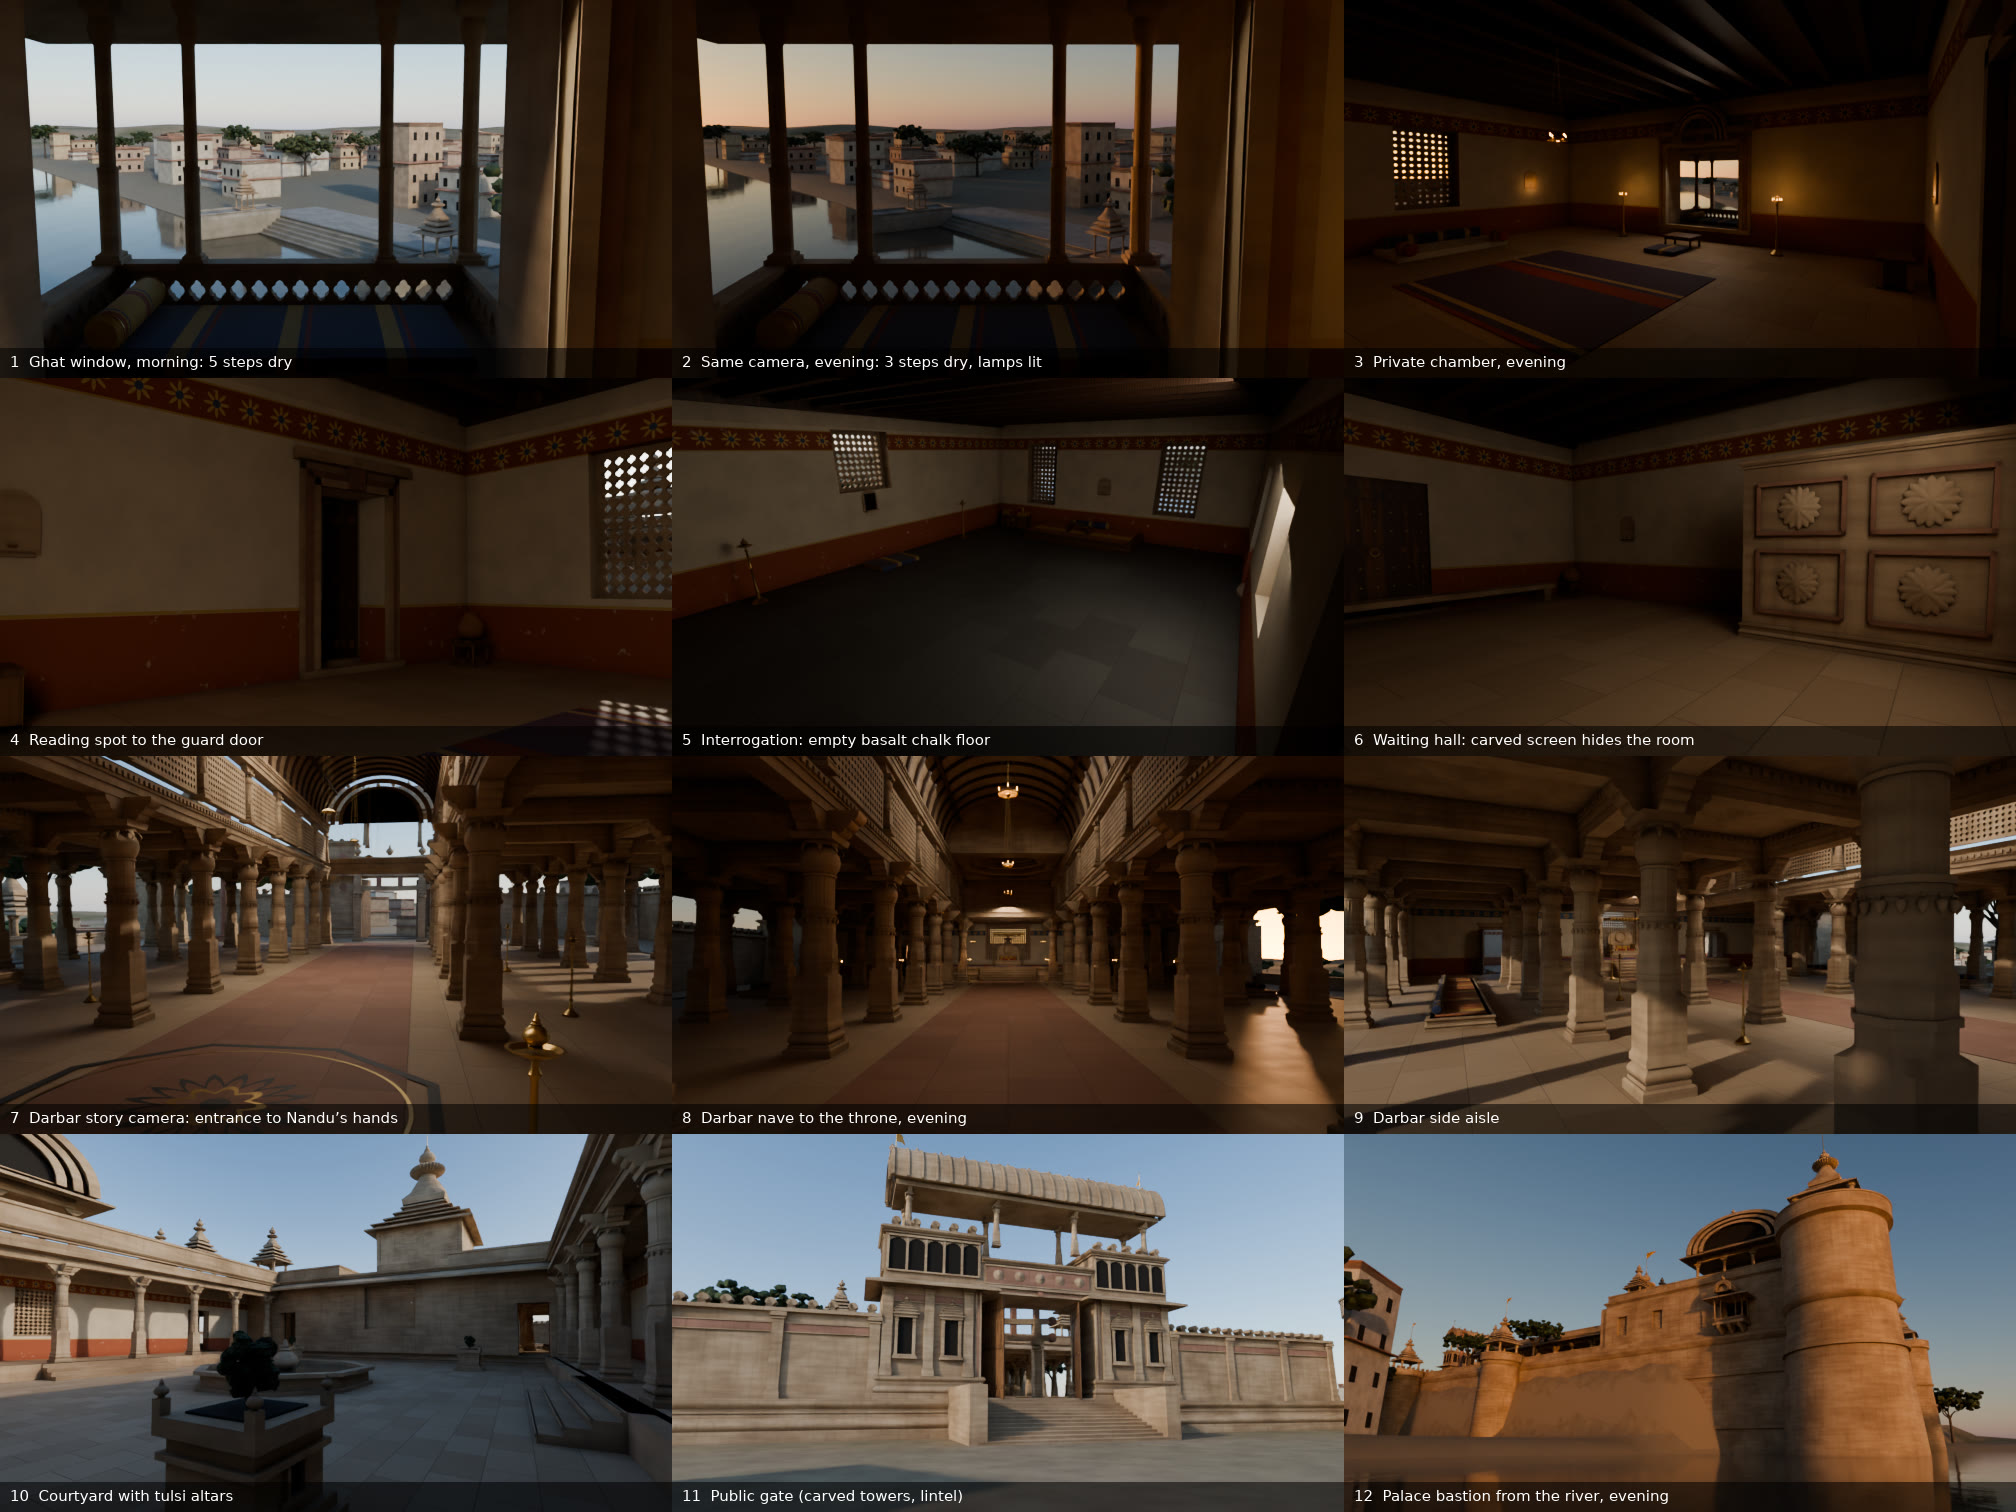 1 Ghat window, morning: 5 steps dry
2 Same camera, evening: 3 steps dry, lamps lit
3 Private chamber, evening
4 Reading spot to the guard door
5 Interrogation: empty basalt chalk floor
6 Waiting hall: carved screen hides the room
7 Darbar story camera: entrance to Nandu’s hands
8 Darbar nave to the throne, evening
9 Darbar side aisle
10 Courtyard with tulsi altars
11 Public gate (carved towers, lintel)
12 Palace bastion from the river, evening